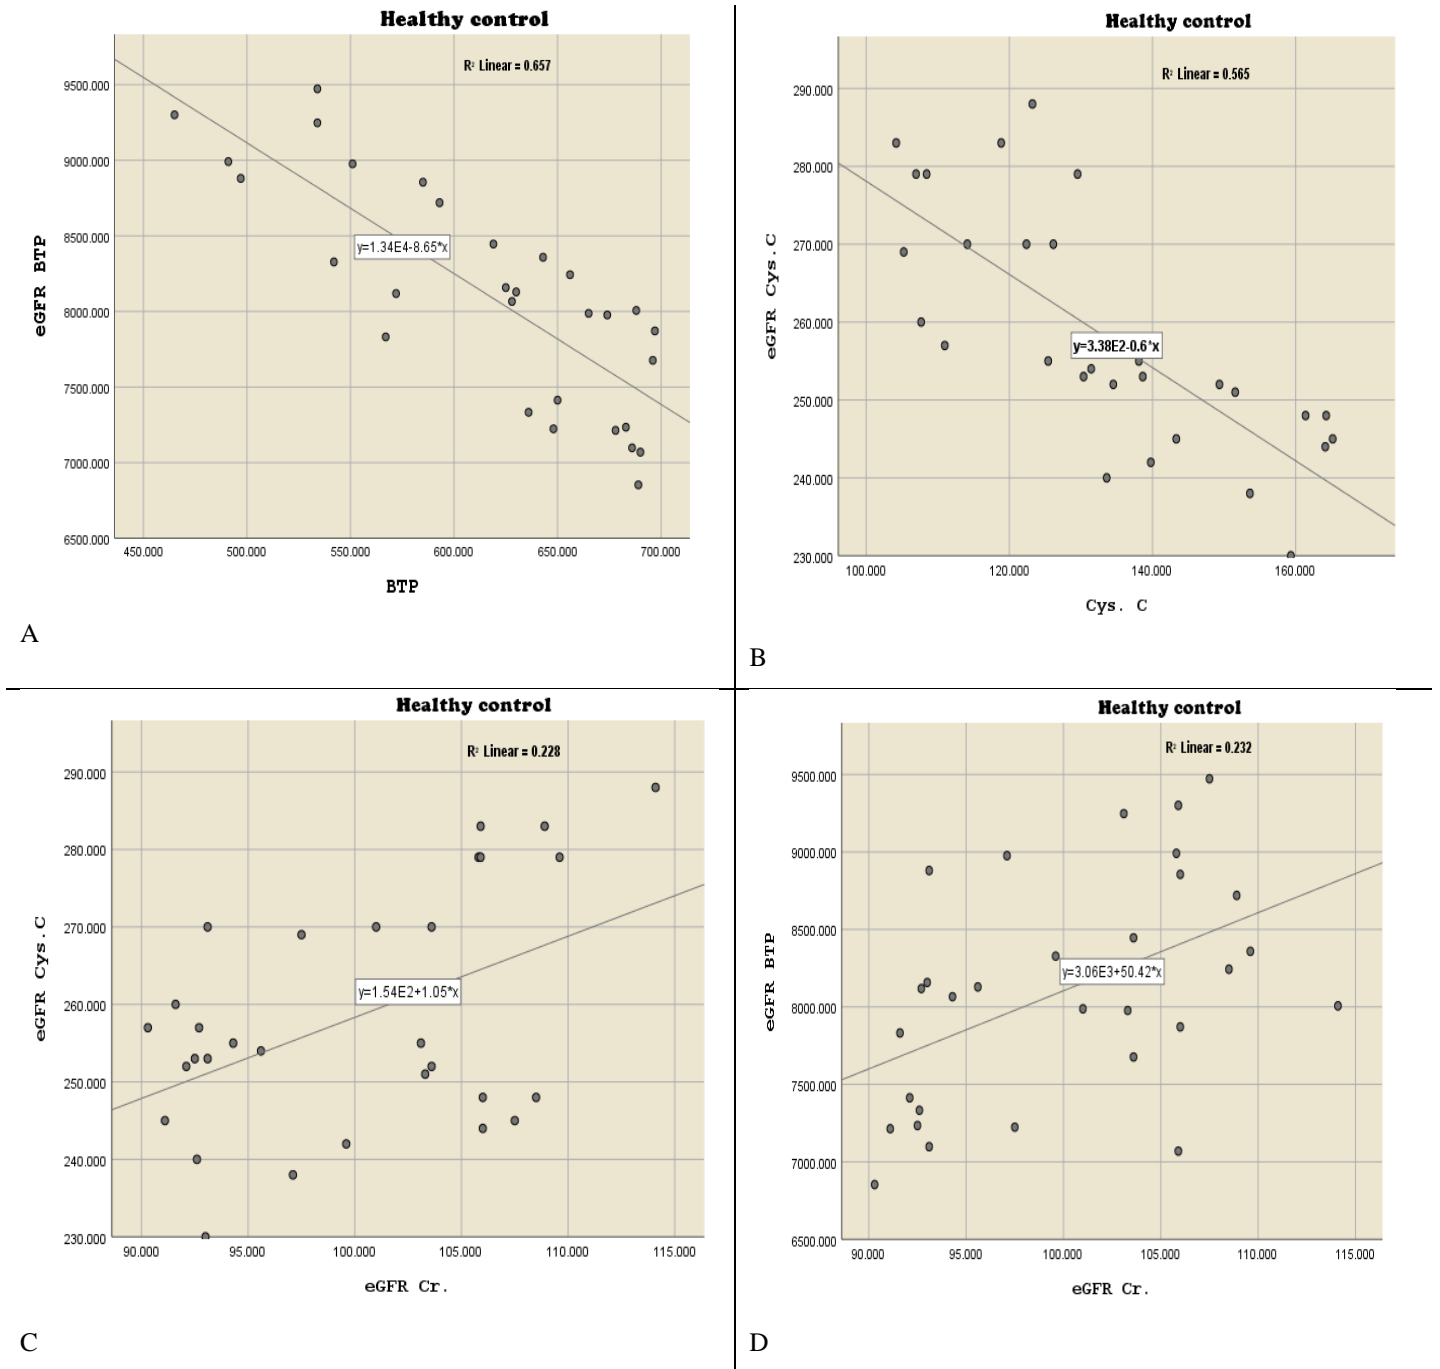 Healthy control
R² Linear = 0.657
9500.000
9000.000
8500.000
8000.000
7500.000
7000.000
6500.000
eGFR BTP
y=1.34E4-8.65*x
450.000 500.000 550.000 600.000 650.000 700.000
BTP
A
Healthy control
R² Linear = 0.565
290.000
280.000
270.000
260.000
250.000
240.000
230.000
eGFR Cys.C
y=3.38E2-0.6*x
100.000 120.000 140.000 160.000
Cys. C
B
Healthy control
R² Linear = 0.228
290.000
280.000
270.000
260.000
250.000
240.000
230.000
eGFR Cys.C
y=1.54E2+1.05*x
90.000 95.000 100.000 105.000 110.000 115.000
eGFR Cr.
C
Healthy control
R² Linear = 0.232
9500.000
9000.000
8500.000
8000.000
7500.000
7000.000
6500.000
eGFR BTP
y=3.06E3+50.42*x
90.000 95.000 100.000 105.000 110.000 115.000
eGFR Cr.
D